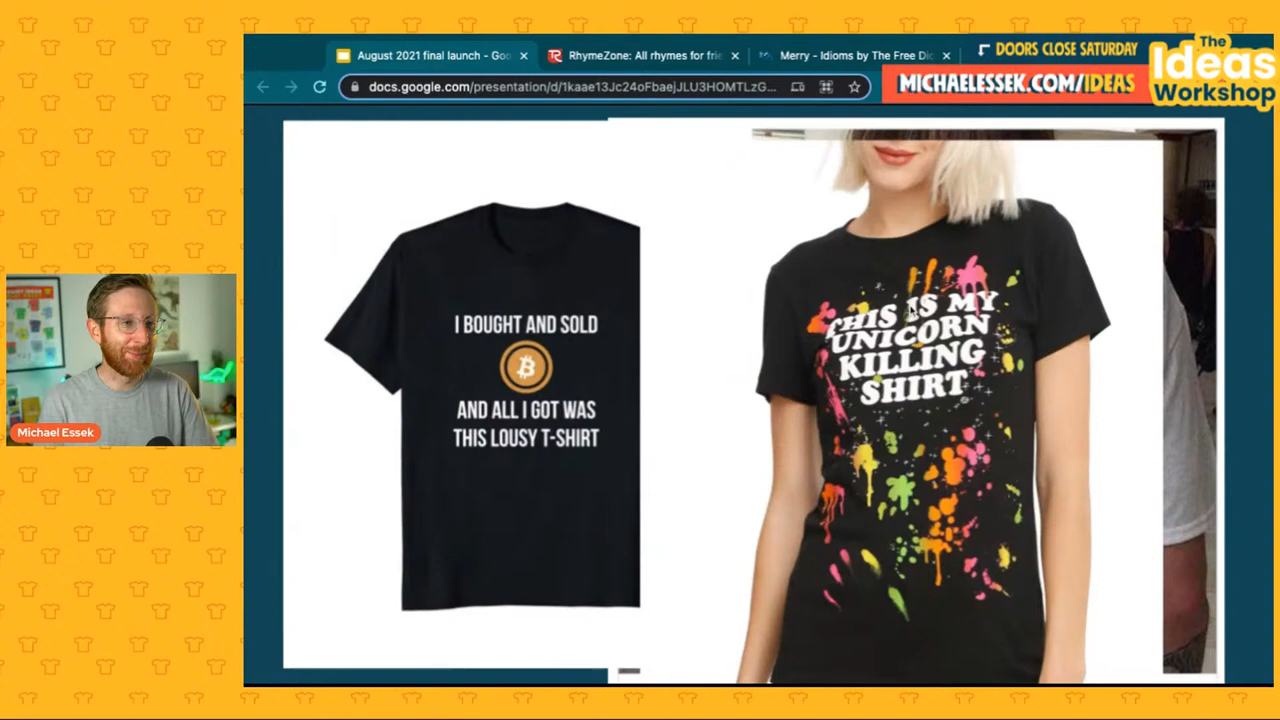 August 2021 final launch - Goo
RhymeZone: All rhymes for frie
Merry - Idioms by The Free Dic
DOORS CLOSE SATURDAY
The
Ideas
Workshop
docs.google.com/presentation/d/1kaae13Jc24oFbaejJLU3HOMTLzG...
MICHAELESSEK.COM/IDEAS
I BOUGHT AND SOLD
AND ALL I GOT WAS
THIS LOUSY T-SHIRT
THIS IS MY
UNICORN
KILLING
SHIRT
Michael Essek